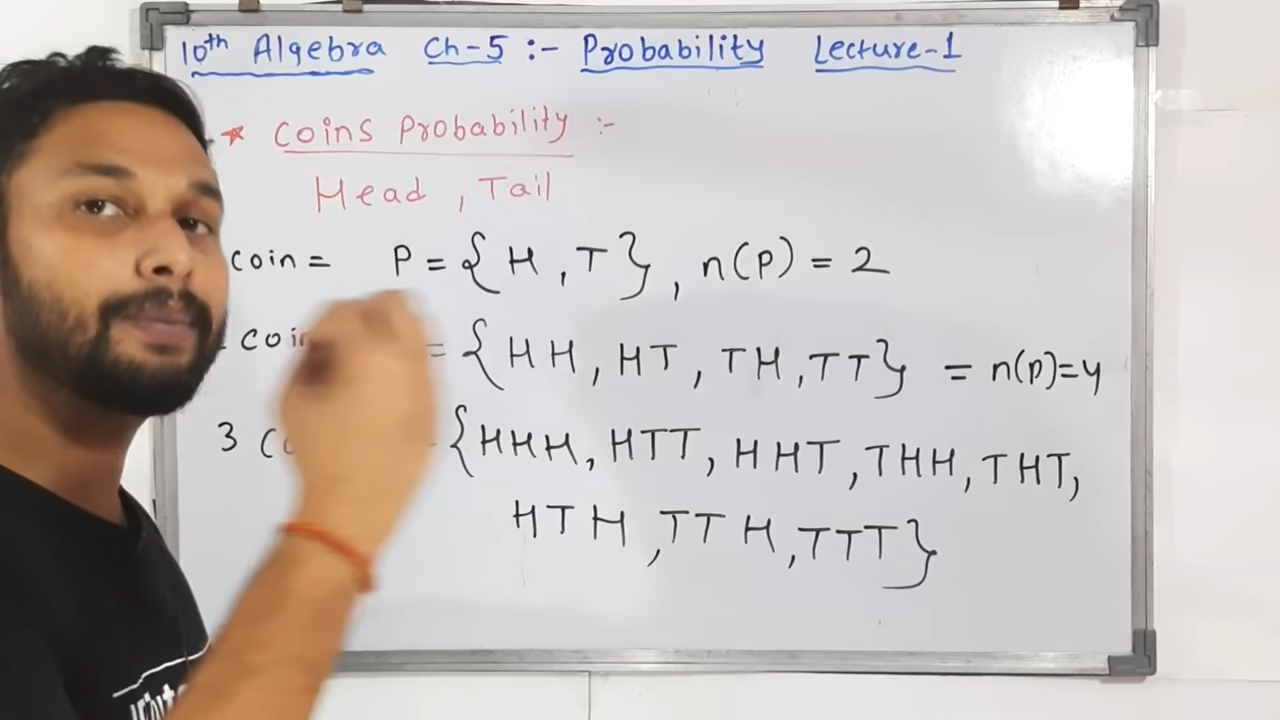 10th Algebra Ch-5 :- Probability Lecture-1
* Coins Probability :-
Head , Tail
coin = P = {H , T} , n(P) = 2
= {HH, HT, TH, TT} = n(p)=4
3 = {HHH, HTT, HHT, THH, THT,
HTH, TTH, TTT}